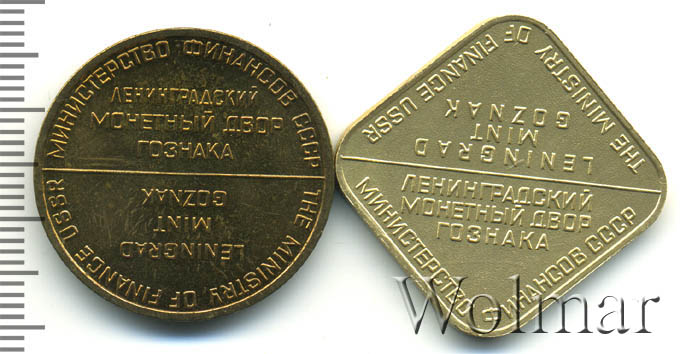 МИНИСТЕРСТВО ФИНАНСОВ СССР
ЛЕНИНГРАДСКИЙ
МОНЕТНЫЙ ДВОР
ГОЗНАКА
THE MINISTRY OF FINANCE USSR
LENINGRAD
MINT
GOZNAK
THE MINISTRY OF FINANCE USSR
LENINGRAD
MINT
GOZNAK
ЛЕНИНГРАДСКИЙ
МОНЕТНЫЙ ДВОР
ГОЗНАКА
МИНИСТЕРСТВО ФИНАНСОВ СССР
Wolmar